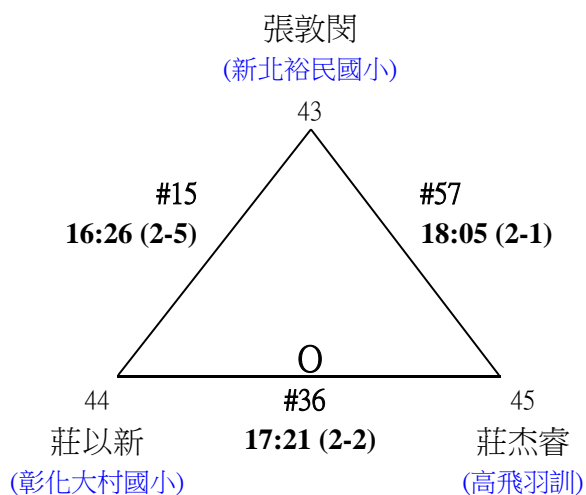 張敦閔
(新北裕民國小)
43
#15
16:26 (2-5)
#57
18:05 (2-1)
O
#36
17:21 (2-2)
44
莊以新
(彰化大村國小)
45
莊杰睿
(高飛羽訓)